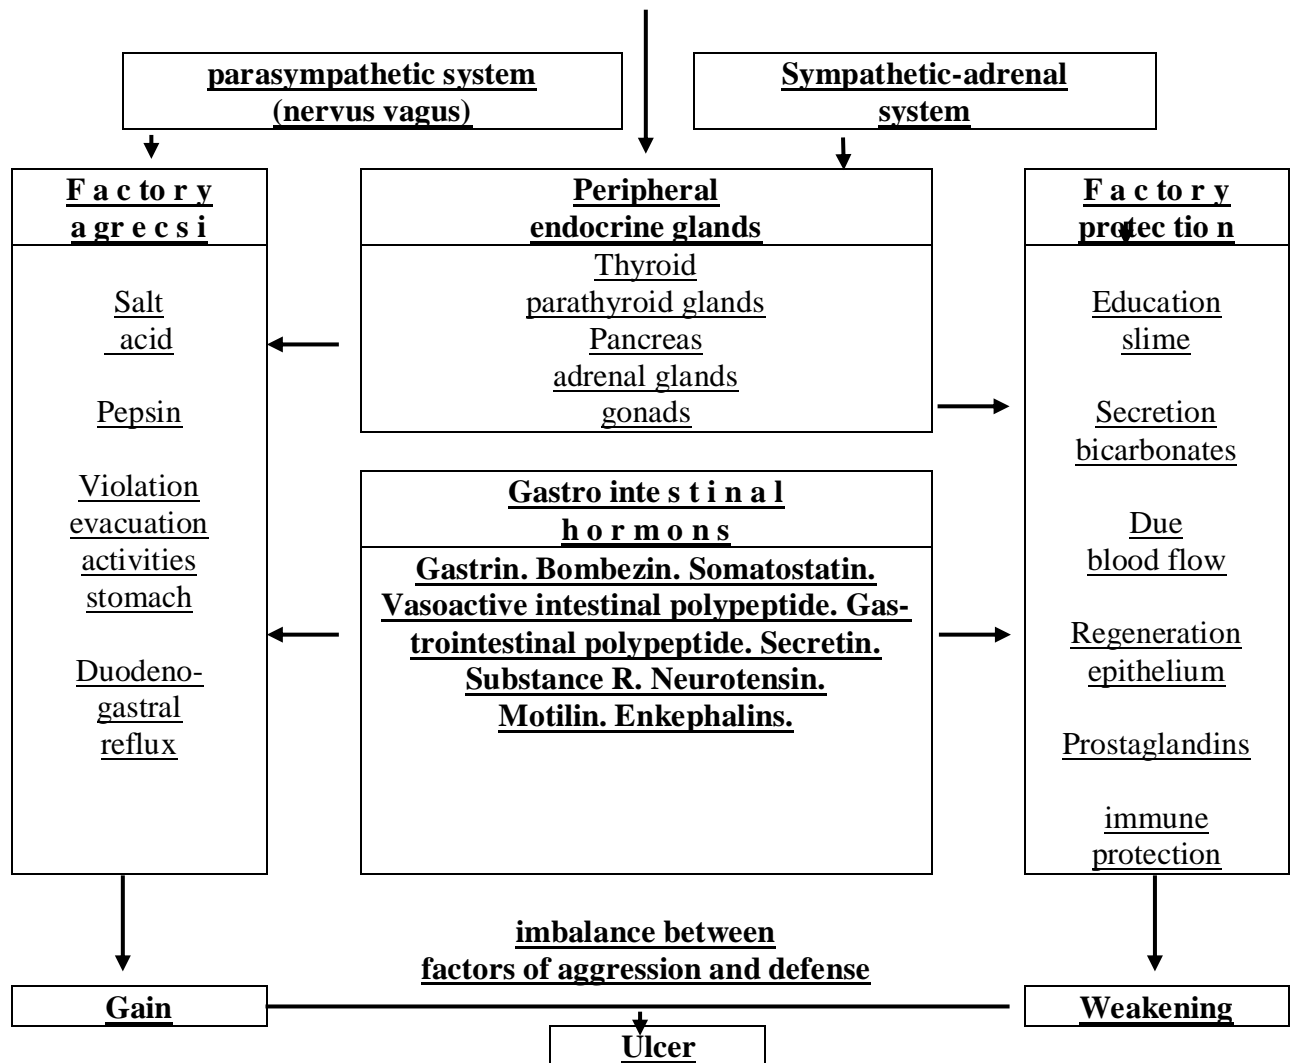 parasympathetic system
(nervus vagus)
Sympathetic-adrenal
system
F a c to r y
a gr e c s i
Salt
acid
Pepsin
Violation
evacuation
activities
stomach
Duodeno-
gastral
reflux
Peripheral
endocrine glands
Thyroid
parathyroid glands
Pancreas
adrenal glands
gonads
Gastro inte s t i n a l
h o r m o n s
Gastrin. Bombezin. Somatostatin.
Vasoactive intestinal polypeptide. Gas-
trointestinal polypeptide. Secretin.
Substance R. Neurotensin.
Motilin. Enkephalins.
F a c to r y
protec tio n
Education
slime
Secretion
bicarbonates
Due
blood flow
Regeneration
epithelium
Prostaglandins
immune
protection
imbalance between
factors of aggression and defense
Gain
Weakening
Ulcer